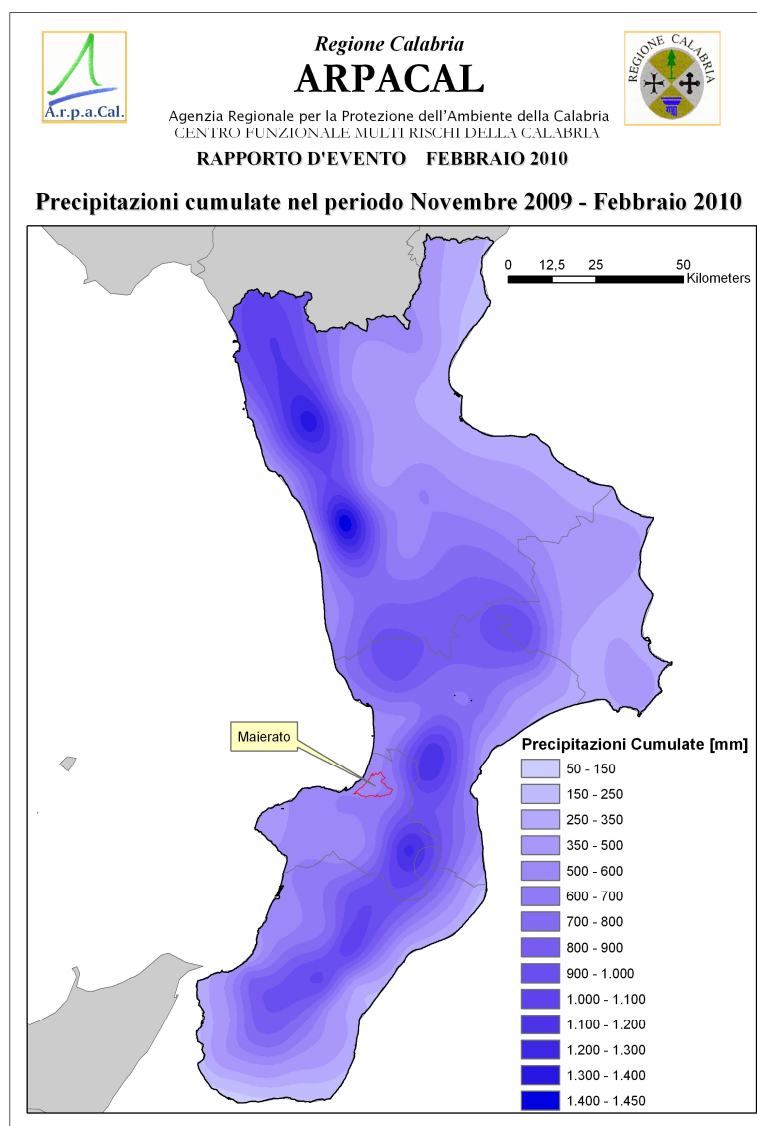 A.r.p.a.Cal.
Regione Calabria
ARPACAL
Agenzia Regionale per la Protezione dell'Ambiente della Calabria
CENTRO FUNZIONALE MULTI RISCHI DELLA CALABRIA
RAPPORTO D'EVENTO FEBBRAIO 2010
REGIONE CALABRIA
Precipitazioni cumulate nel periodo Novembre 2009 - Febbraio 2010
0 12,5 25 50
Kilometers
Maierato
Precipitazioni Cumulate [mm]
50 - 150
150 - 250
250 - 350
350 - 500
500 - 600
600 - 700
700 - 800
800 - 900
900 - 1.000
1.000 - 1.100
1.100 - 1.200
1.200 - 1.300
1.300 - 1.400
1.400 - 1.450